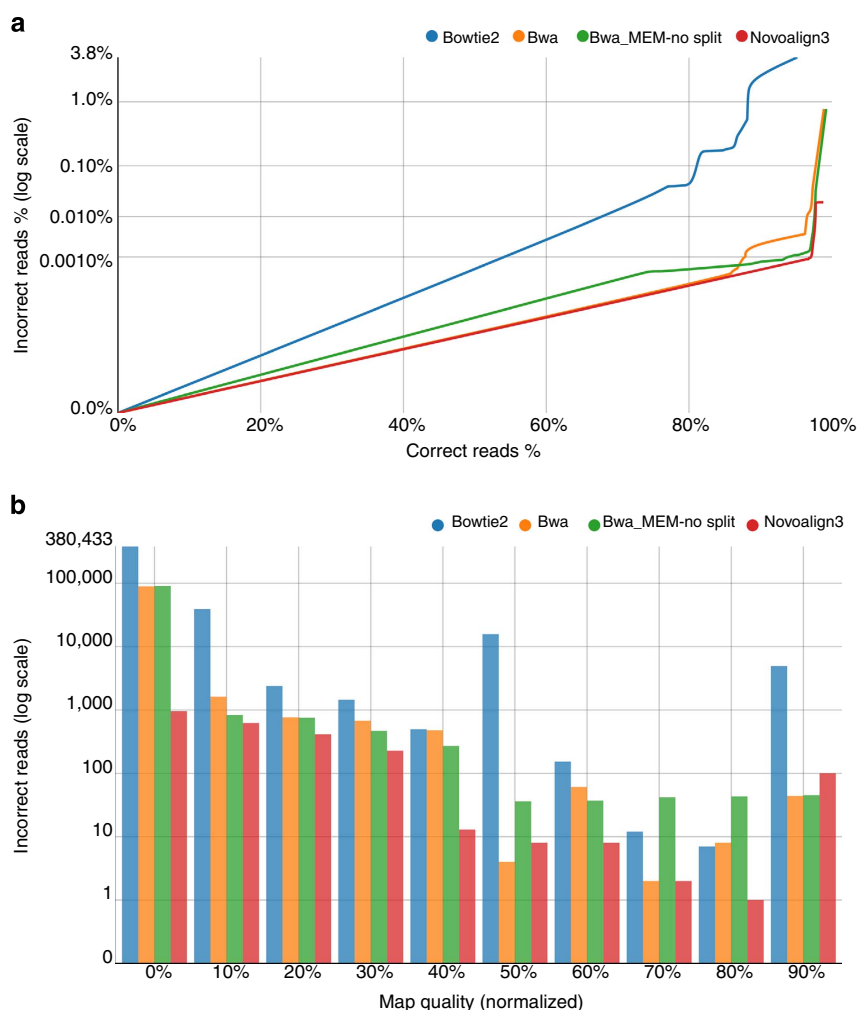 a
Bowtie2 Bwa Bwa_MEM-no split Novoalign3
3.8%
1.0%
0.10%
0.010%
0.0010%
0.0%
Incorrect reads % (log scale)
0% 20% 40% 60% 80% 100%
Correct reads %
b
Bowtie2 Bwa Bwa_MEM-no split Novoalign3
380,433
100,000
10,000
1,000
100
10
1
0
Incorrect reads (log scale)
0% 10% 20% 30% 40% 50% 60% 70% 80% 90%
Map quality (normalized)